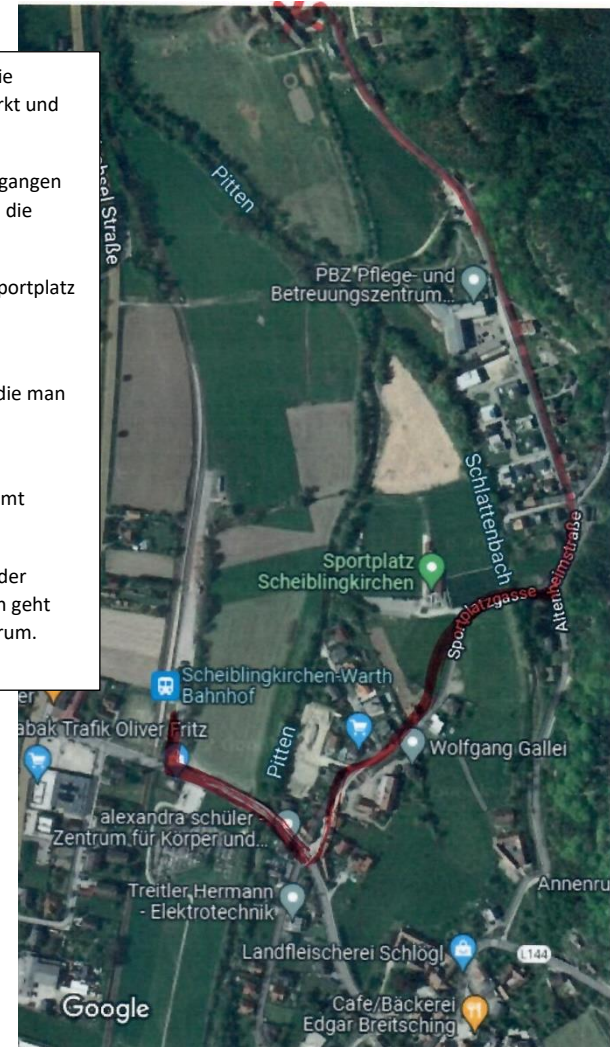 ie
rkt und
gangen
die
portplatz
die man
mt
der
n geht
rum.
Pitten
PBZ Pflege- und
Betreuungszentrum...
Schlattenbach
Sportplatz
Scheiblingkirchen
Sportplatzgasse
Altenheimstraße
Scheiblingkirchen-Warth
Bahnhof
er
abak Trafik Oliver Fritz
Pitten
Wolfgang Gallei
alexandra schüler -
Zentrum für Körper und...
Treitler Hermann
- Elektrotechnik
Annenru
Landfleischerei Schlögl
L144
Google
Cafe/Bäckerei
Edgar Breitsching